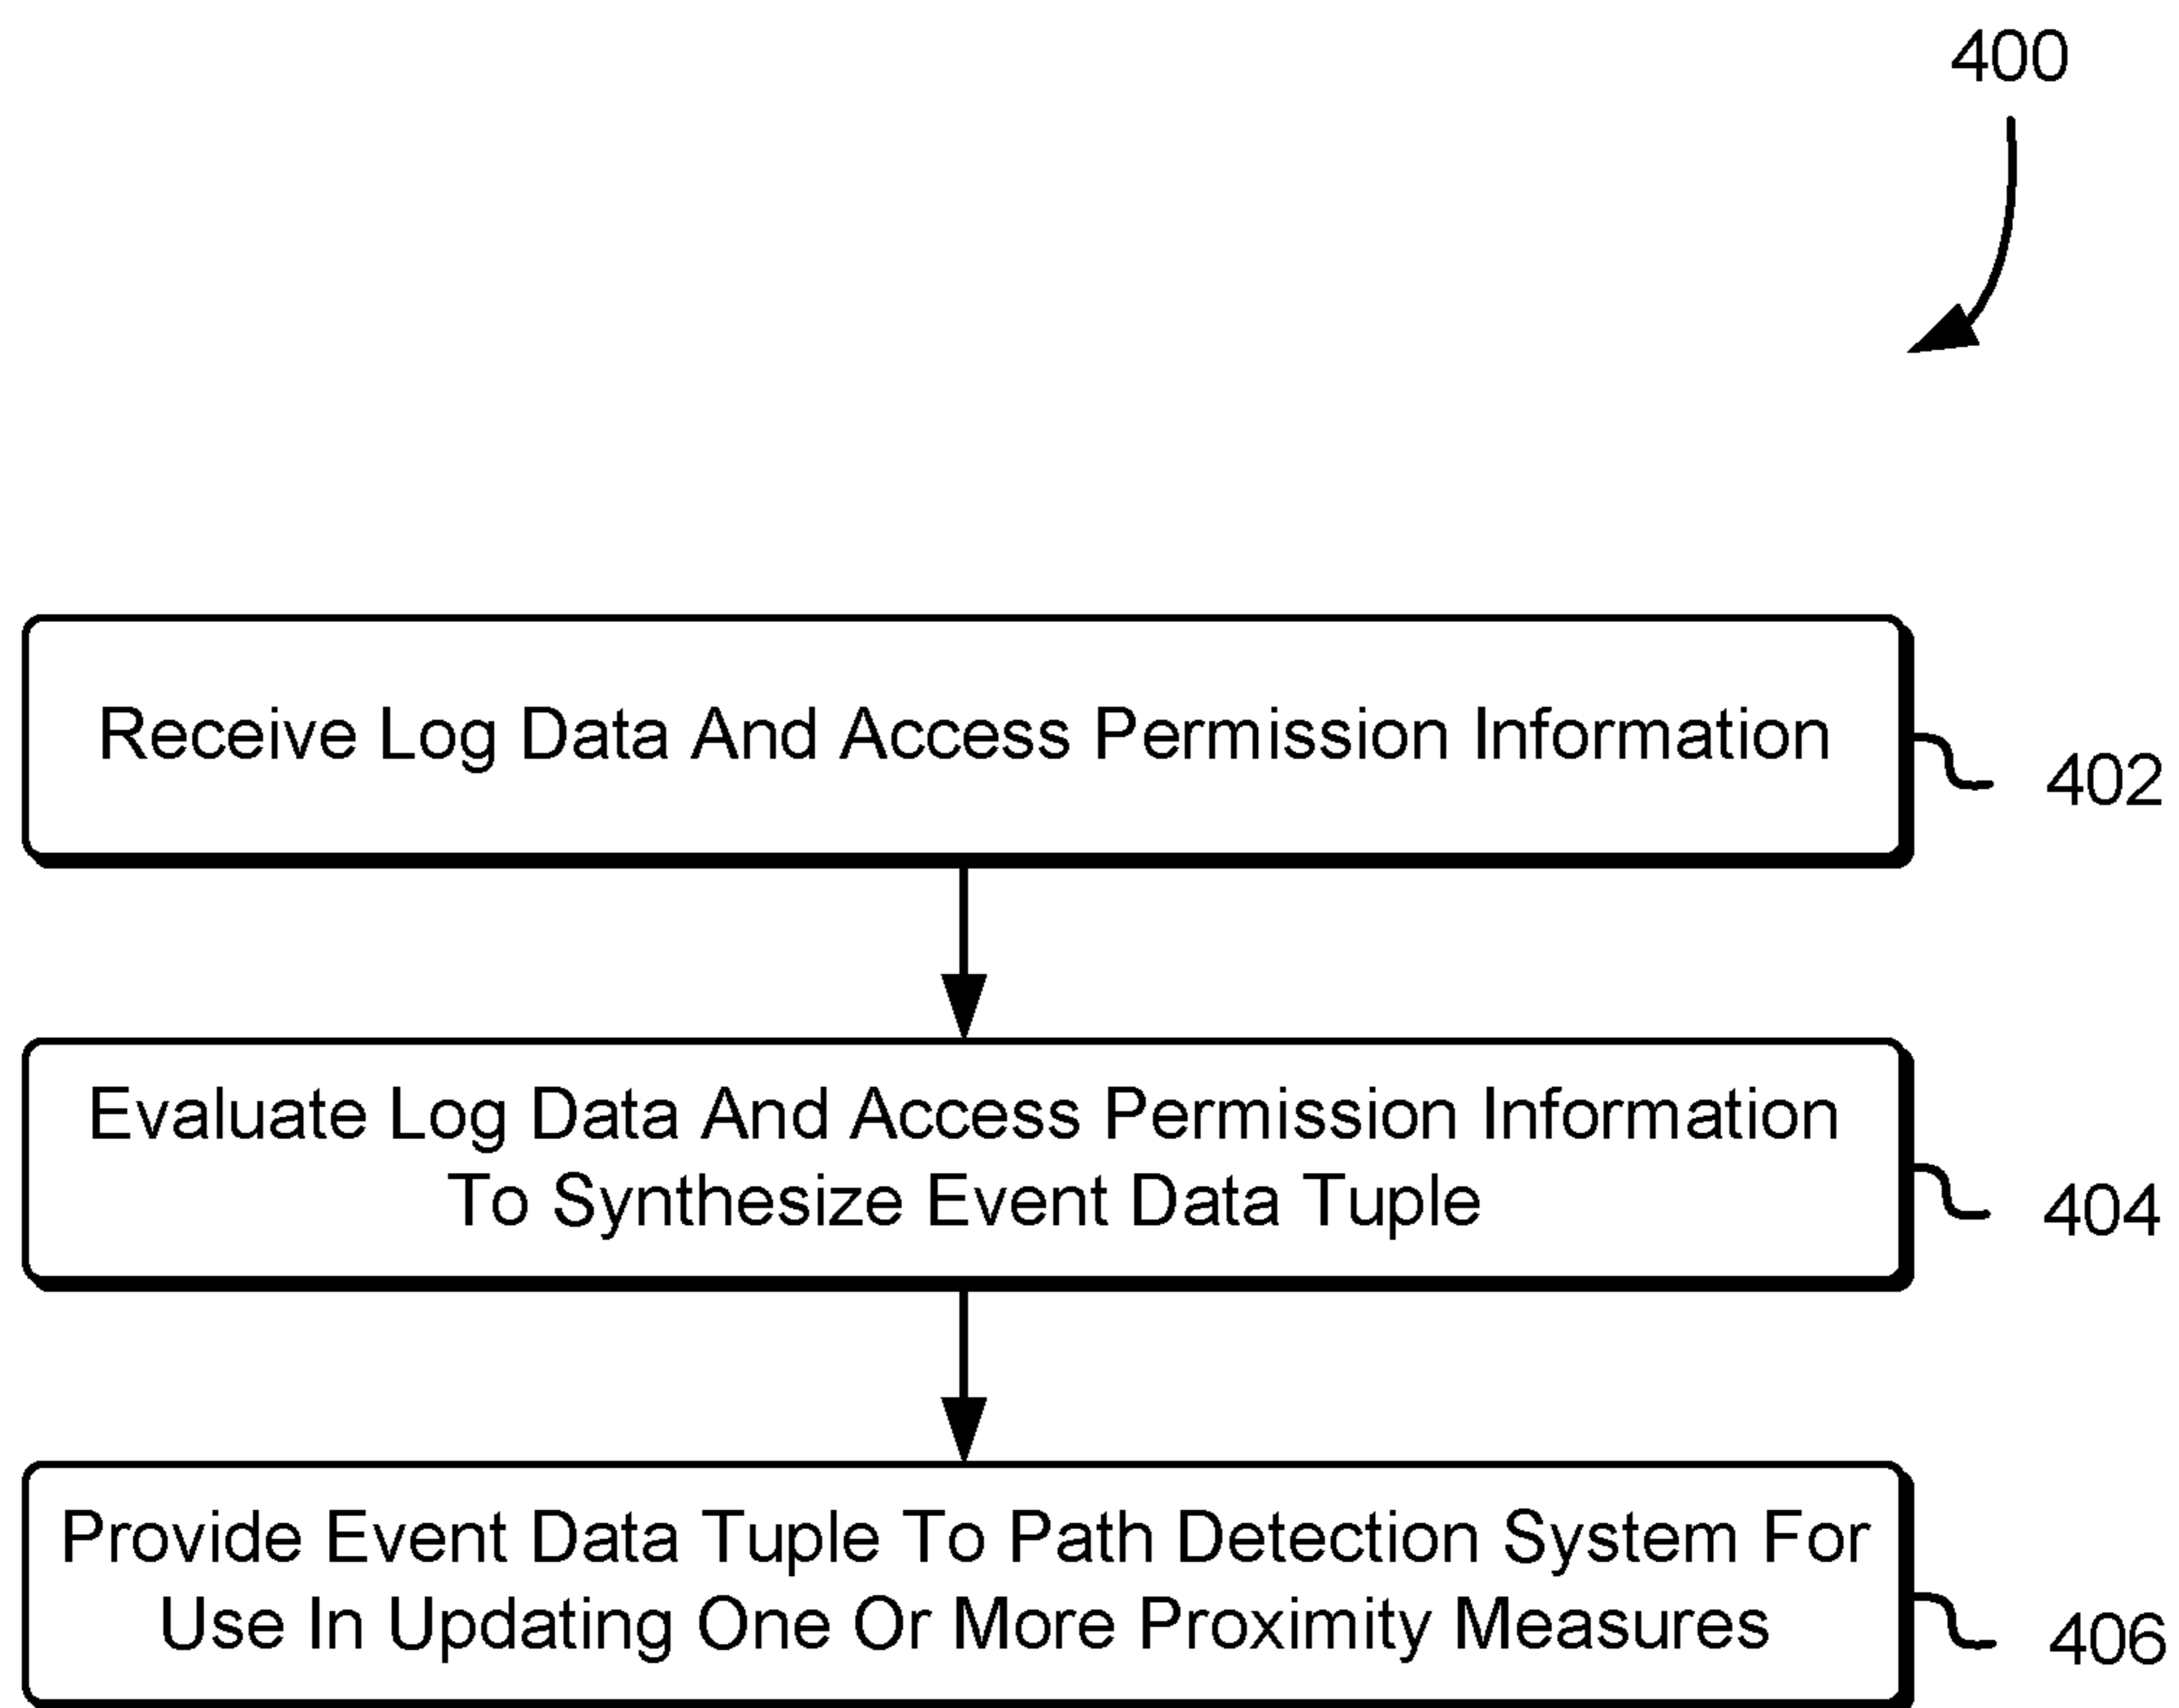 400
Receive Log Data And Access Permission Information
402
Evaluate Log Data And Access Permission Information
To Synthesize Event Data Tuple
404
Provide Event Data Tuple To Path Detection System For
Use In Updating One Or More Proximity Measures
406